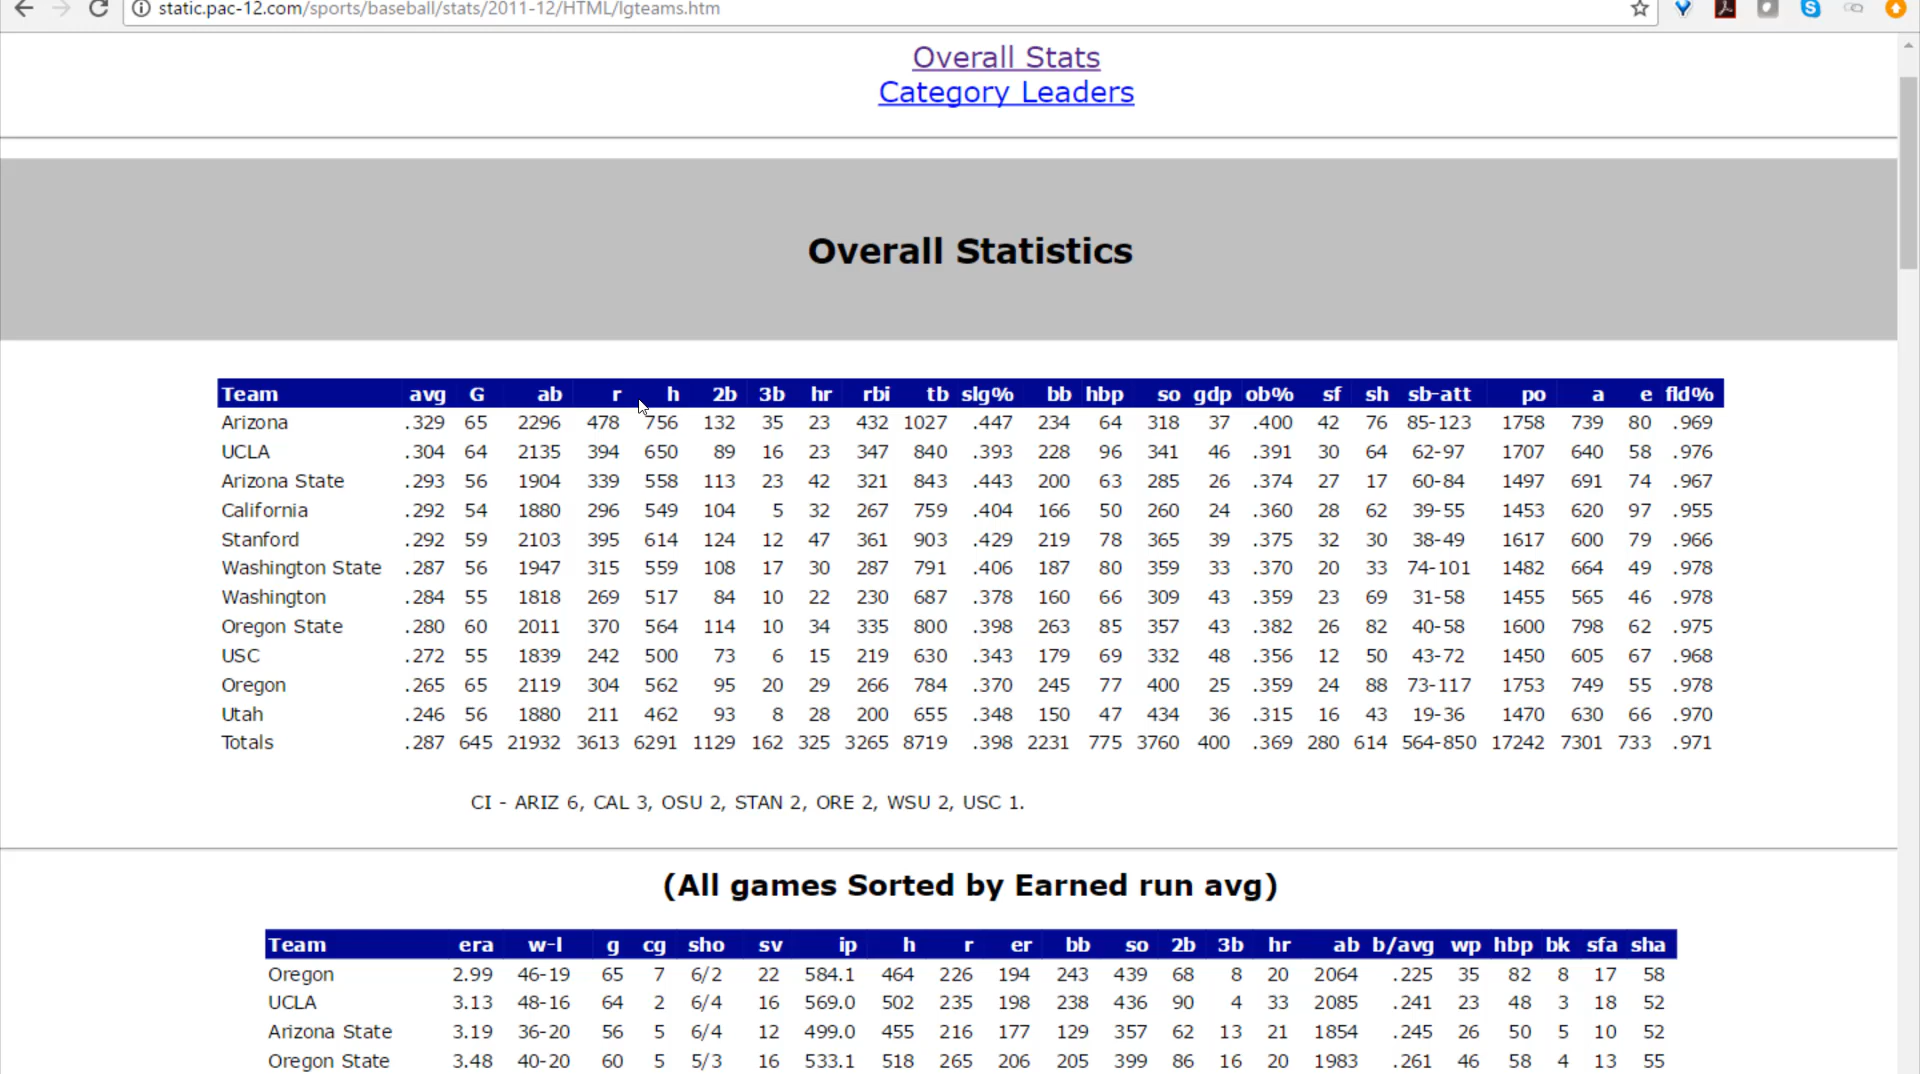 static.pac-12.com/sports/baseball/stats/2011-12/HTML/lgteams.htm
Overall Stats
Category Leaders
Overall Statistics
Team avg G ab r h 2b 3b hr rbi tb slg% bb hbp so gdp ob% sf sh sb-att po a e fld%
Arizona .329 65 2296 478 756 132 35 23 432 1027 .447 234 64 318 37 .400 42 76 85-123 1758 739 80 .969
UCLA .304 64 2135 394 650 89 16 23 347 840 .393 228 96 341 46 .391 30 64 62-97 1707 640 58 .976
Arizona State .293 56 1904 339 558 113 23 42 321 843 .443 200 63 285 26 .374 27 17 60-84 1497 691 74 .967
California .292 54 1880 296 549 104 5 32 267 759 .404 166 50 260 24 .360 28 62 39-55 1453 620 97 .955
Stanford .292 59 2103 395 614 124 12 47 361 903 .429 219 78 365 39 .375 32 30 38-49 1617 600 79 .966
Washington State .287 56 1947 315 559 108 17 30 287 791 .406 187 80 359 33 .370 20 33 74-101 1482 664 49 .978
Washington .284 55 1818 269 517 84 10 22 230 687 .378 160 66 309 43 .359 23 69 31-58 1455 565 46 .978
Oregon State .280 60 2011 370 564 114 10 34 335 800 .398 263 85 357 43 .382 26 82 40-58 1600 798 62 .975
USC .272 55 1839 242 500 73 6 15 219 630 .343 179 69 332 48 .356 12 50 43-72 1450 605 67 .968
Oregon .265 65 2119 304 562 95 20 29 266 784 .370 245 77 400 25 .359 24 88 73-117 1753 749 55 .978
Utah .246 56 1880 211 462 93 8 28 200 655 .348 150 47 434 36 .315 16 43 19-36 1470 630 66 .970
Totals .287 645 21932 3613 6291 1129 162 325 3265 8719 .398 2231 775 3760 400 .369 280 614 564-850 17242 7301 733 .971
CI - ARIZ 6, CAL 3, OSU 2, STAN 2, ORE 2, WSU 2, USC 1.
(All games Sorted by Earned run avg)
Team era w-l g cg sho sv ip h r er bb so 2b 3b hr ab b/avg wp hbp bk sfa sha
Oregon 2.99 46-19 65 7 6/2 22 584.1 464 226 194 243 439 68 8 20 2064 .225 35 82 8 17 58
UCLA 3.13 48-16 64 2 6/4 16 569.0 502 235 198 238 436 90 4 33 2085 .241 23 48 3 18 52
Arizona State 3.19 36-20 56 5 6/4 12 499.0 455 216 177 129 357 62 13 21 1854 .245 26 50 5 10 52
Oregon State 3.48 40-20 60 5 5/3 16 533.1 518 265 206 205 399 86 16 20 1983 .261 46 58 4 13 55